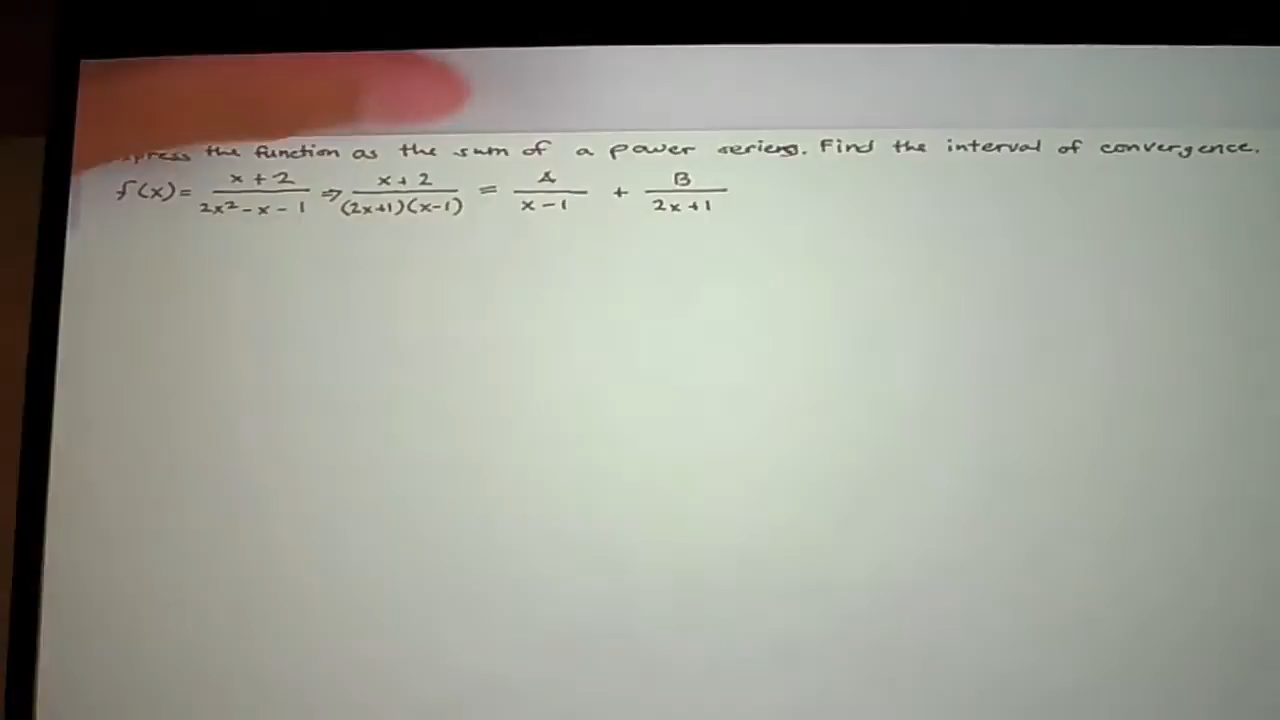 the function as the sum of a power series. Find the interval of convergence.
f(x) = x+2 / 2x² - x - 1 ⇒ x+2 / (2x+1)(x-1) = A / x-1 + B / 2x+1